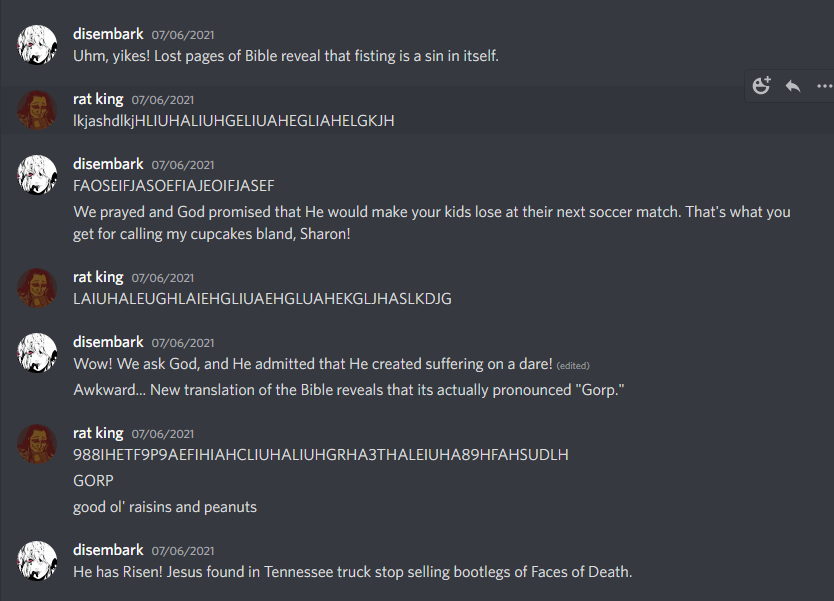 disembark 07/06/2021
Uhm, yikes! Lost pages of Bible reveal that fisting is a sin in itself.
rat king 07/06/2021
lkjashdlkjHLIUHALIUHGELIUAHEGLIAHELGKJH
disembark 07/06/2021
FAOSEIFJASOEFIAJEOIFJASEF
We prayed and God promised that He would make your kids lose at their next soccer match. That's what you
get for calling my cupcakes bland, Sharon!
rat king 07/06/2021
LAIUHALEUGHLAIEHGLIUAEHGLUAHEKGLJHASLKDJG
disembark 07/06/2021
Wow! We ask God, and He admitted that He created suffering on a dare! (edited)
Awkward... New translation of the Bible reveals that its actually pronounced "Gorp."
rat king 07/06/2021
988IHETF9P9AEFIHIAHCLIUHALIUHGRHA3THALEIUHA89HFAHSUDLH
GORP
good ol' raisins and peanuts
disembark 07/06/2021
He has Risen! Jesus found in Tennessee truck stop selling bootlegs of Faces of Death.